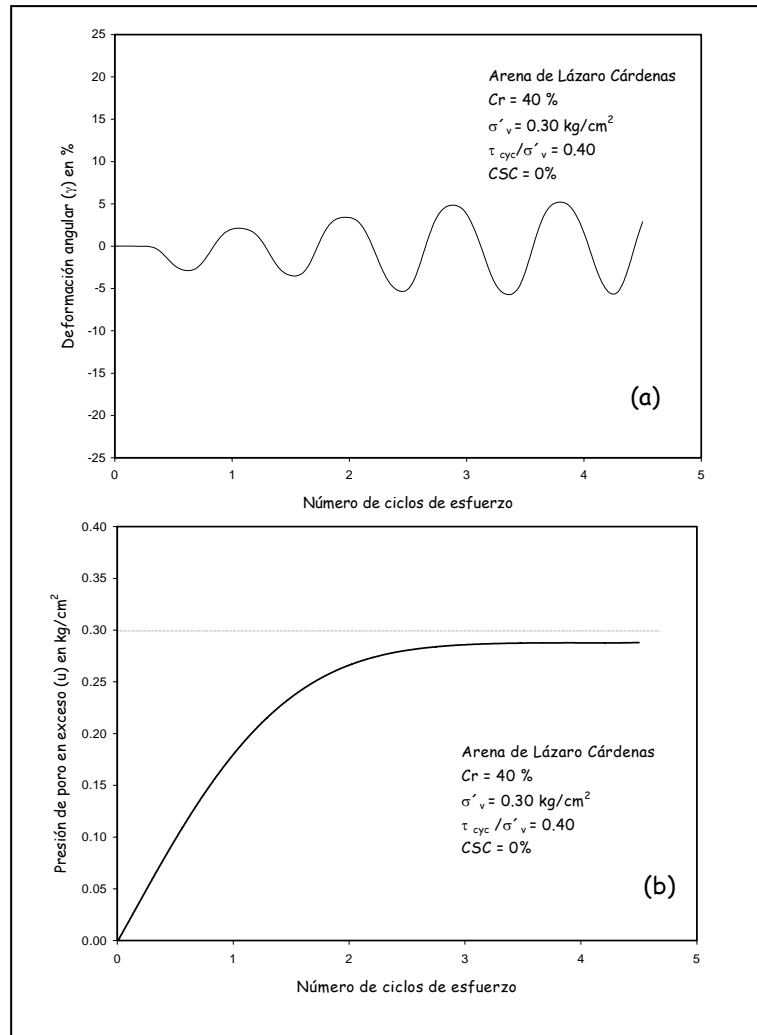 Deformación angular (γ) en %
25
20
15
10
5
0
-5
-10
-15
-20
-25
Arena de Lázaro Cárdenas
Cr = 40 %
σ´ᵥ = 0.30 kg/cm²
τ cyc/σ´ᵥ = 0.40
CSC = 0%
(a)
0 1 2 3 4 5
Número de ciclos de esfuerzo
Presión de poro en exceso (u) en kg/cm²
0.40
0.35
0.30
0.25
0.20
0.15
0.10
0.05
0.00
Arena de Lázaro Cárdenas
Cr = 40 %
σ´ᵥ = 0.30 kg/cm²
τ cyc /σ´ᵥ = 0.40
CSC = 0%
(b)
0 1 2 3 4 5
Número de ciclos de esfuerzo